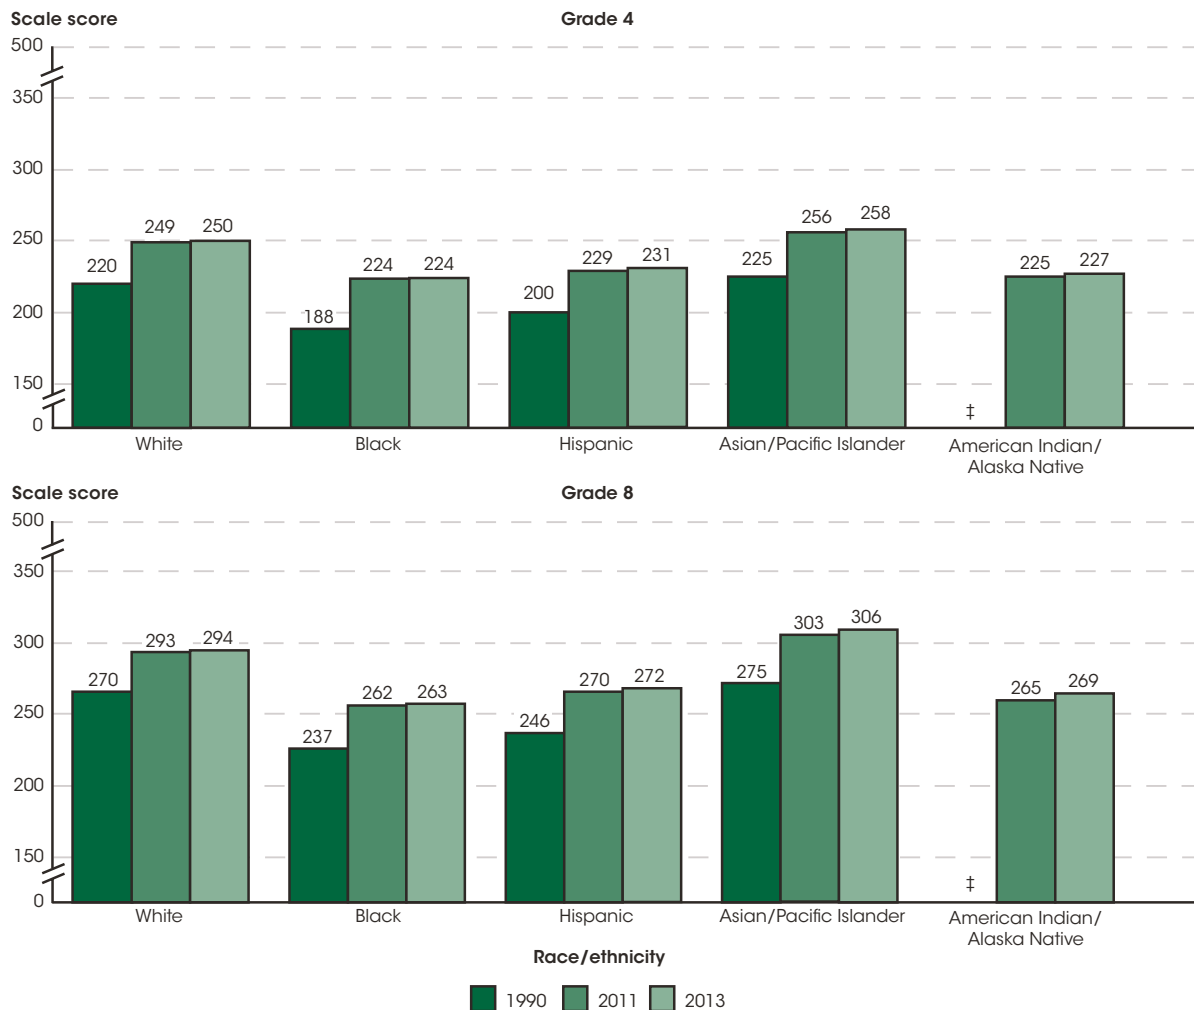 Scale score Grade 4
500
350
300
250
200
150
0
220 249 250
188 224 224
200 229 231
225 256 258
‡ 225 227
White Black Hispanic Asian/Pacific Islander American Indian/
Alaska Native
Scale score Grade 8
500
350
300
250
200
150
0
270 293 294
237 262 263
246 270 272
275 303 306
‡ 265 269
White Black Hispanic Asian/Pacific Islander American Indian/
Alaska Native
Race/ethnicity
1990 2011 2013